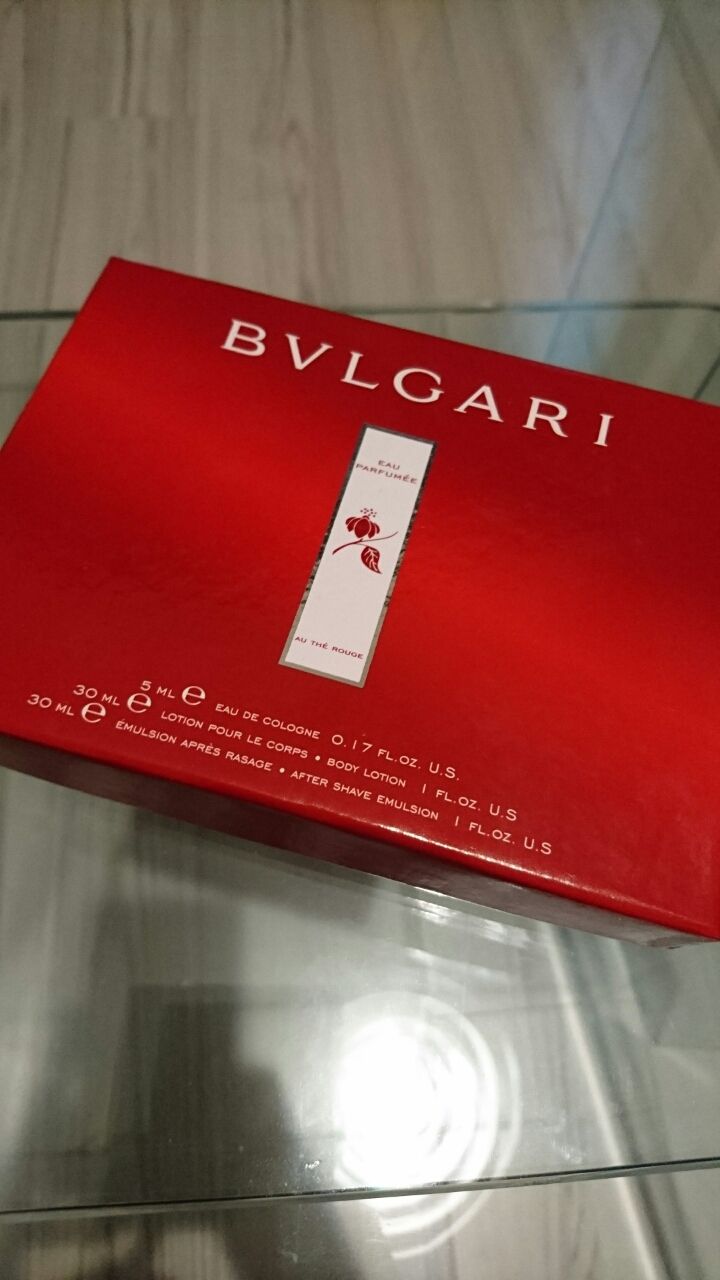 BVLGARI
EAU
PARFUMÉE
AU THÉ ROUGE
5 ML ℮ EAU DE COLOGNE 0.17 FL.OZ. U.S.
30 ML ℮ LOTION POUR LE CORPS • BODY LOTION 1 FL.OZ. U.S
30 ML ℮ ÉMULSION APRÈS RASAGE • AFTER SHAVE EMULSION 1 FL.OZ. U.S